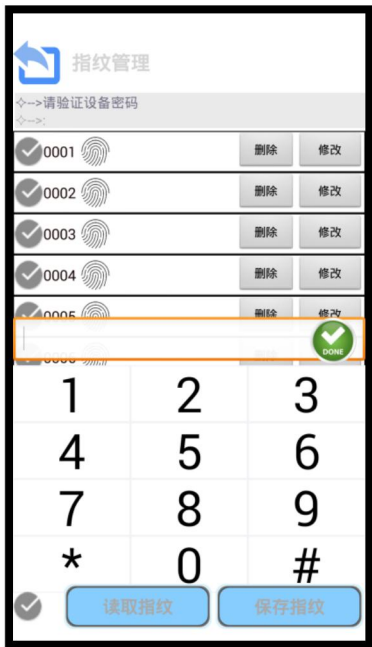 指纹管理
✧-->请验证设备密码
✧-->:
0001 删除 修改
0002 删除 修改
0003 删除 修改
0004 删除 修改
0005 删除 修改
DONE
1 2 3
4 5 6
7 8 9
* 0 #
读取指纹 保存指纹